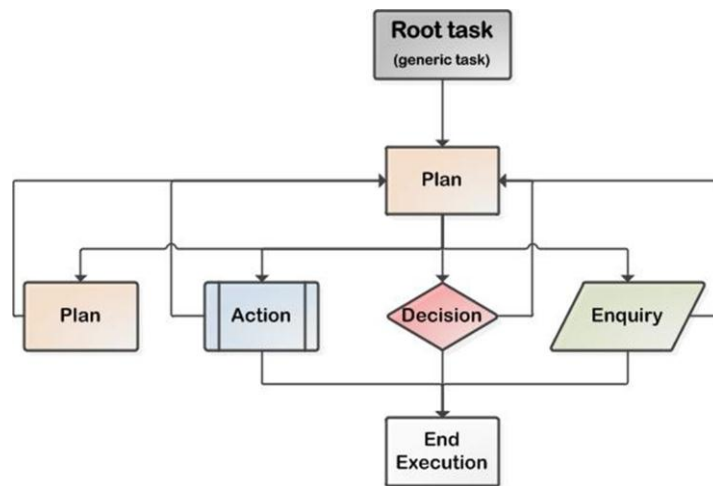 Root task
(generic task)
Plan
Plan
Action
Decision
Enquiry
End
Execution